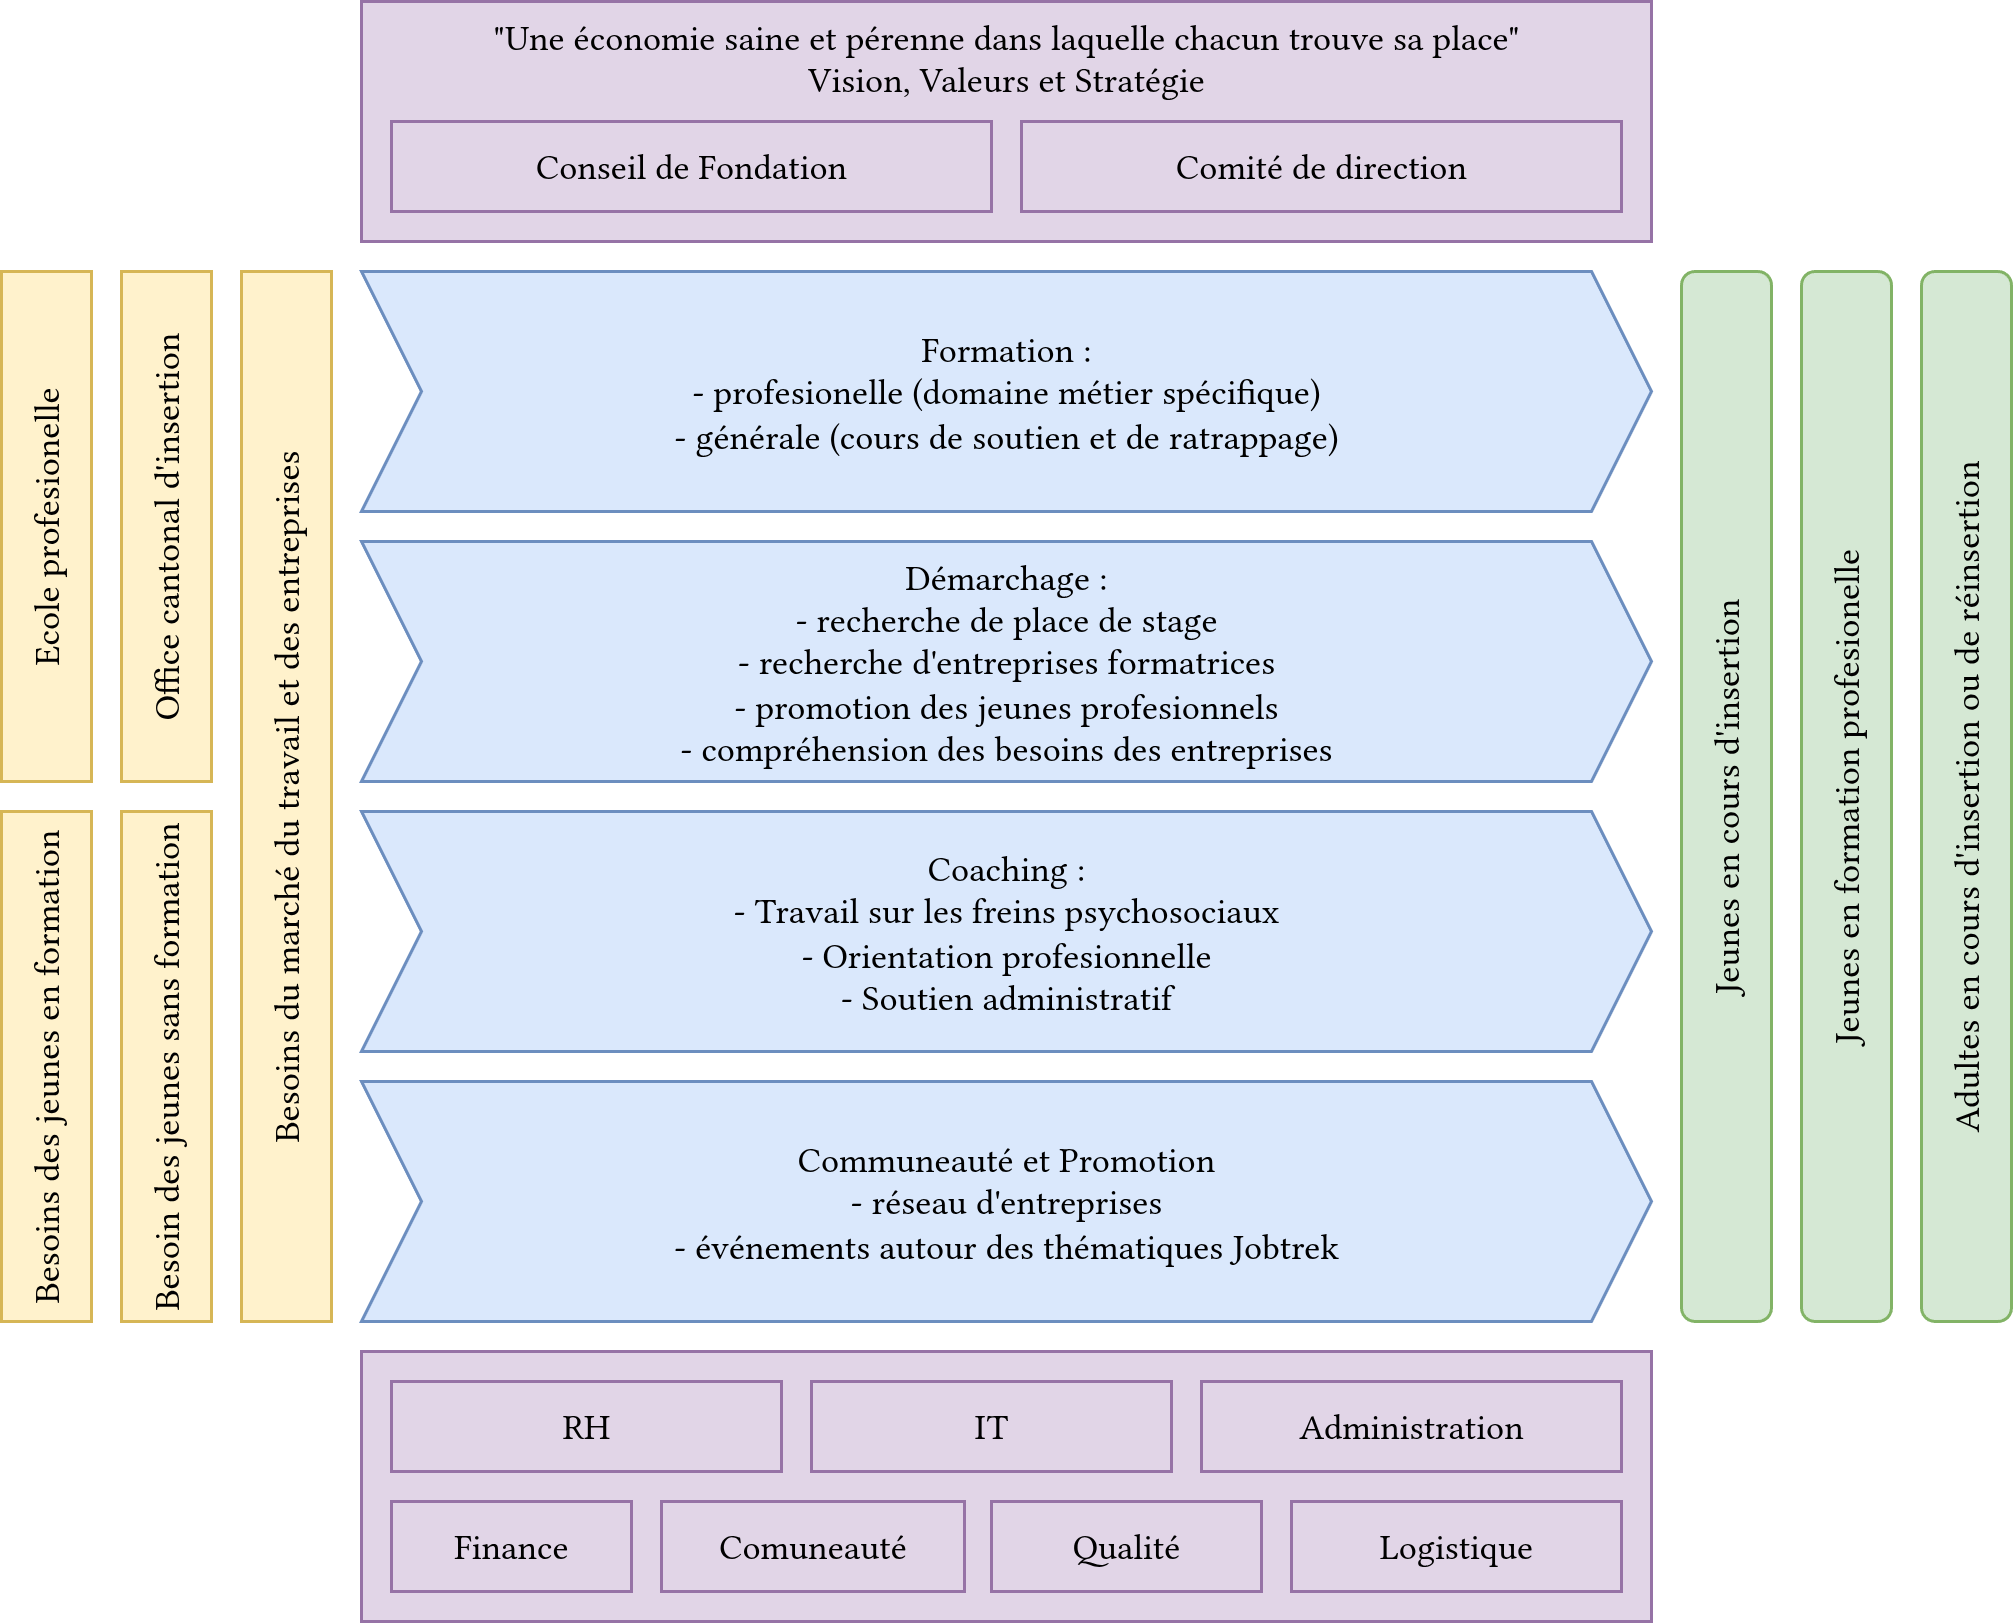 "Une économie saine et pérenne dans laquelle chacun trouve sa place"
Vision, Valeurs et Stratégie
Conseil de Fondation
Comité de direction
Ecole profesionelle
Office cantonal d'insertion
Besoins du marché du travail et des entreprises
Besoins des jeunes en formation
Besoin des jeunes sans formation
Formation :
- profesionelle (domaine métier spécifique)
- générale (cours de soutien et de ratrappage)
Démarchage :
- recherche de place de stage
- recherche d'entreprises formatrices
- promotion des jeunes profesionnels
- compréhension des besoins des entreprises
Coaching :
- Travail sur les freins psychosociaux
- Orientation profesionnelle
- Soutien administratif
Communeauté et Promotion
- réseau d'entreprises
- événements autour des thématiques Jobtrek
Jeunes en cours d'insertion
Jeunes en formation profesionelle
Adultes en cours d'insertion ou de réinsertion
RH
IT
Administration
Finance
Comuneauté
Qualité
Logistique